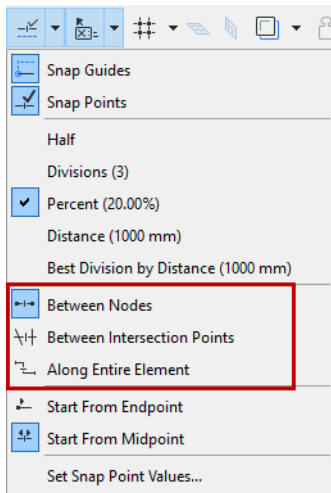 Snap Guides
Snap Points
Half
Divisions (3)
Percent (20.00%)
Distance (1000 mm)
Best Division by Distance (1000 mm)
Between Nodes
Between Intersection Points
Along Entire Element
Start From Endpoint
Start From Midpoint
Set Snap Point Values...